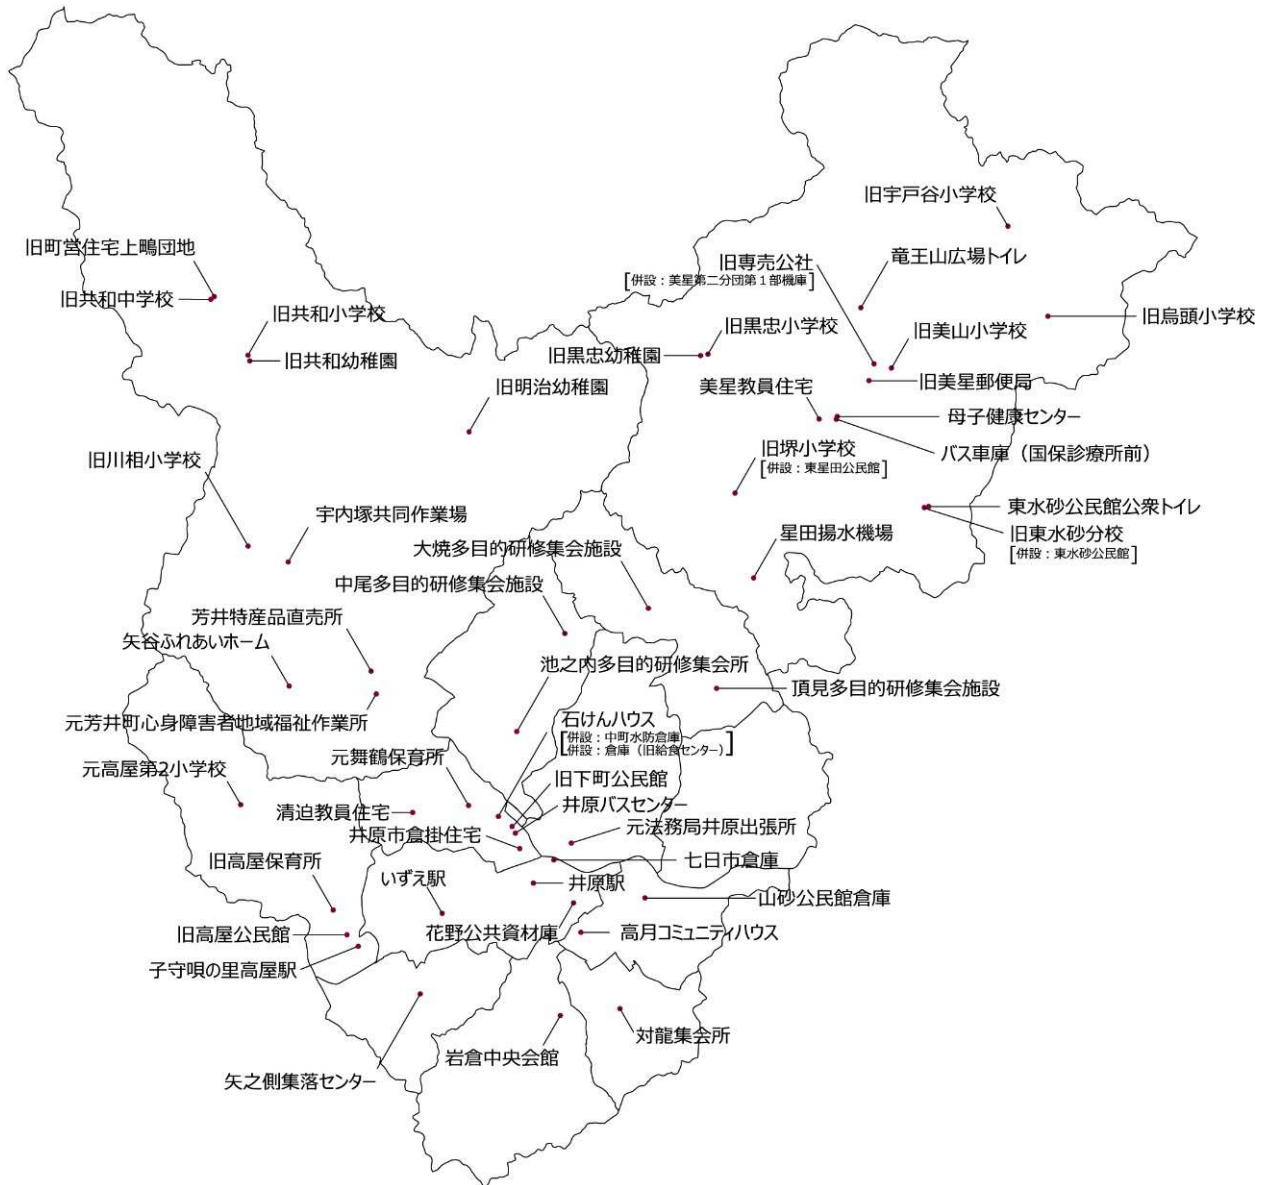 旧宇戸谷小学校
旧町営住宅上鴫団地
竜王山広場トイレ
旧専売公社
[併設：美星第二分団第1部機庫]
旧共和中学校
旧共和小学校
旧黒忠小学校
旧美山小学校
旧烏頭小学校
旧共和幼稚園
旧黒忠幼稚園
旧明治幼稚園
美星教員住宅
旧美星郵便局
母子健康センター
旧川相小学校
旧堺小学校
[併設：東星田公民館]
バス車庫（国保診療所前）
宇内塚共同作業場
東水砂公民館公衆トイレ
旧東水砂分校
[併設：東水砂公民館]
大焼多目的研修集会施設
星田揚水機場
中尾多目的研修集会施設
芳井特産品直売所
矢谷ふれあいホーム
池之内多目的研修集会所
頂見多目的研修集会施設
元芳井町心身障害者地域福祉作業所
石けんハウス
[併設：中町水防倉庫
併設：倉庫（旧給食センター）]
元舞鶴保育所
元高屋第2小学校
旧下町公民館
清迫教員住宅
井原バスセンター
井原市倉掛住宅
元法務局井原出張所
旧高屋保育所
七日市倉庫
いずえ駅
井原駅
山砂公民館倉庫
旧高屋公民館
花野公共資材庫
高月コミュニティハウス
子守唄の里高屋駅
対龍集会所
岩倉中央会館
矢之側集落センター